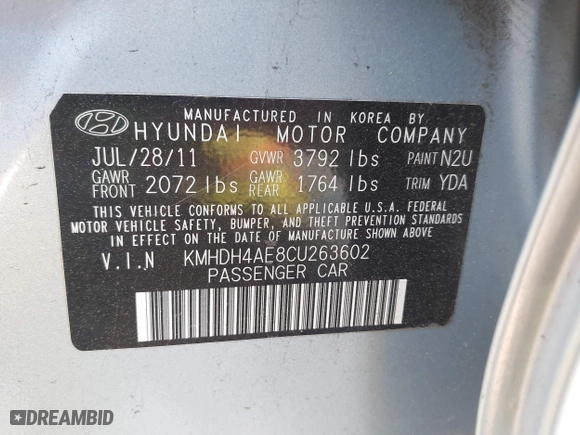 MANUFACTURED IN KOREA BY
HYUNDAI MOTOR COMPANY
JUL/28/11 GVWR 3792 lbs PAINT N2U
GAWR FRONT 2072 lbs GAWR REAR 1764 lbs TRIM YDA
THIS VEHICLE CONFORMS TO ALL APPLICABLE U.S.A. FEDERAL
MOTOR VEHICLE SAFETY, BUMPER, AND THEFT PREVENTION STANDARDS
IN EFFECT ON THE DATE OF MANUFACTURE SHOWN ABOVE
V.I.N KMHDH4AE8CU263602
PASSENGER CAR
DREAMBID